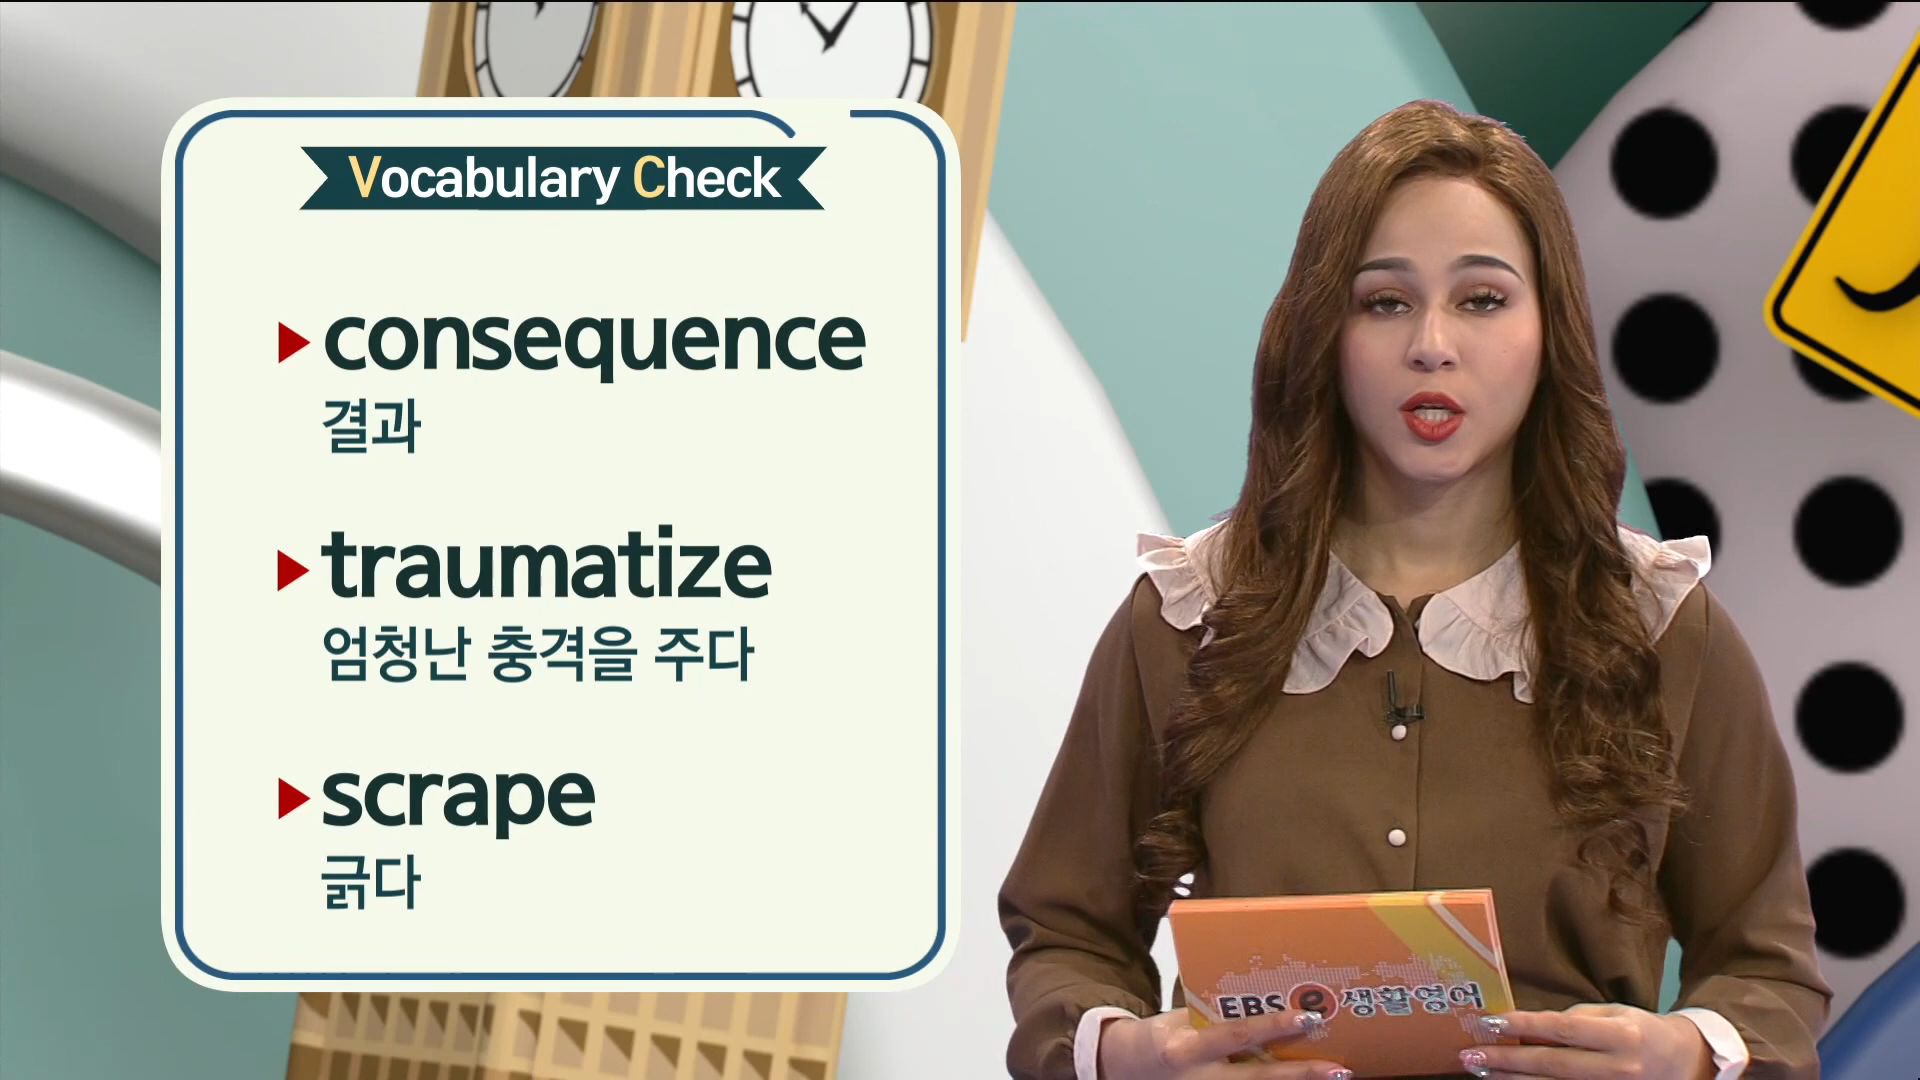 Vocabulary Check
consequence
결과
traumatize
엄청난 충격을 주다
scrape
긁다
EBS e 생활영어